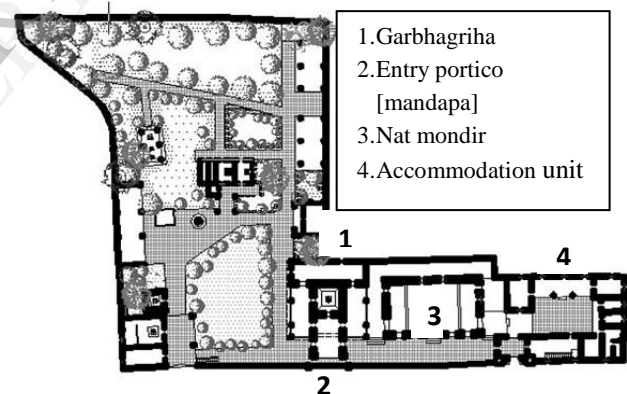 1.Garbhagriha
2.Entry portico
[mandapa]
3.Nat mondir
4.Accommodation unit
1
4
3
2